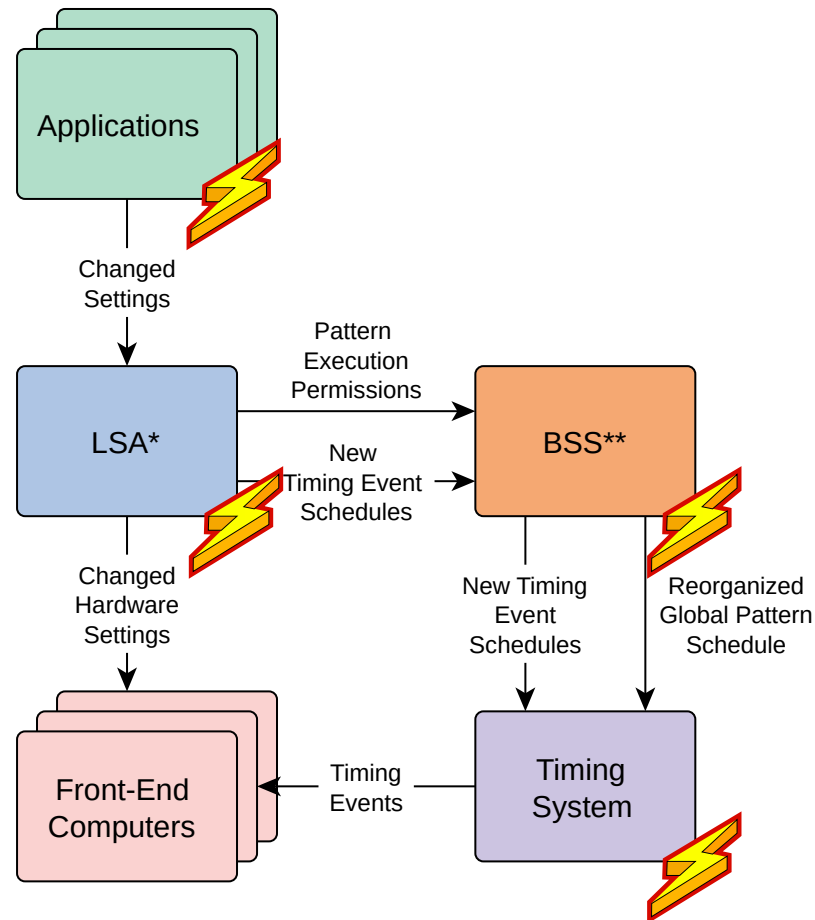 Applications
Changed
Settings
Pattern
Execution
Permissions
LSA*
BSS**
New
Timing Event
Schedules
Changed
Hardware
Settings
New Timing
Event
Schedules
Reorganized
Global Pattern
Schedule
Front-End
Computers
Timing
Events
Timing
System